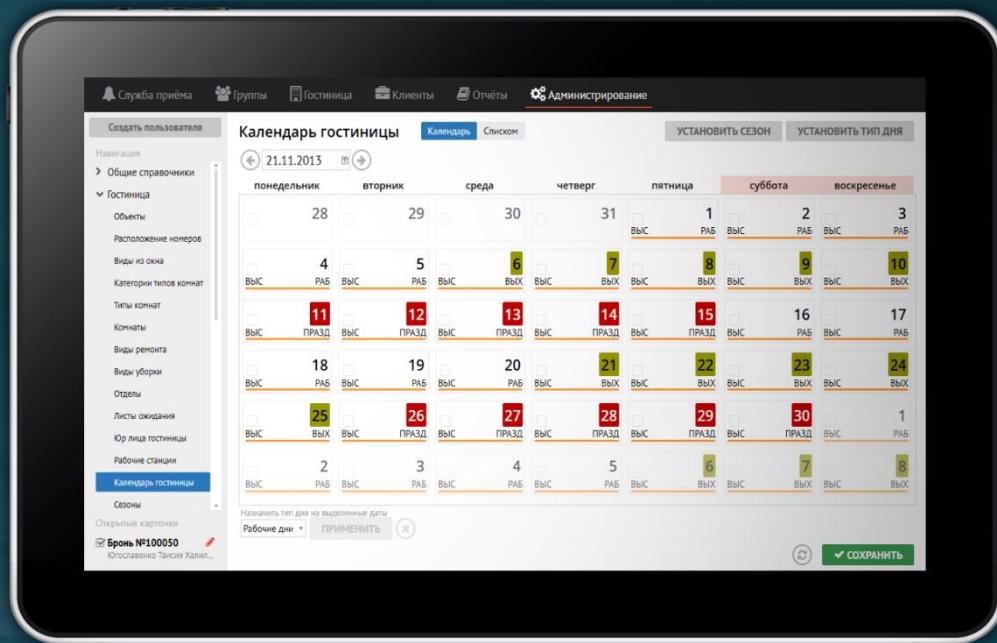 Служба приёма Группы Гостиница Клиенты Отчёты Администрирование
Создать пользователя
Навигация
Общие справочники
Гостиница
Объекты
Расположение номеров
Виды из окна
Категории типов комнат
Типы комнат
Комнаты
Виды ремонта
Виды уборки
Отделы
Листы ожидания
Юр лица гостиницы
Рабочие станции
Календарь гостиницы
Сезоны
Открытые карточки
Бронь №100050
Югославенко Таисия Халил...
Календарь гостиницы Календарь Списком УСТАНОВИТЬ СЕЗОН УСТАНОВИТЬ ТИП ДНЯ
21.11.2013
понедельник вторник среда четверг пятница суббота воскресенье
28 29 30 31 1 2 3
ВЫС РАБ ВЫС РАБ ВЫС РАБ
4 5 6 7 8 9 10
ВЫС РАБ ВЫС РАБ ВЫС ВЫХ ВЫС ВЫХ ВЫС ВЫХ ВЫС ВЫХ ВЫС ВЫХ
11 12 13 14 15 16 17
ВЫС ПРАЗД ВЫС ПРАЗД ВЫС ПРАЗД ВЫС ПРАЗД ВЫС ПРАЗД ВЫС РАБ ВЫС РАБ
18 19 20 21 22 23 24
ВЫС РАБ ВЫС РАБ ВЫС РАБ ВЫС ВЫХ ВЫС ВЫХ ВЫС ВЫХ ВЫС ВЫХ
25 26 27 28 29 30 1
ВЫС ВЫХ ВЫС ПРАЗД ВЫС ПРАЗД ВЫС ПРАЗД ВЫС ПРАЗД ВЫС ПРАЗД ВЫС РАБ
2 3 4 5 6 7 8
ВЫС РАБ ВЫС РАБ ВЫС РАБ ВЫС РАБ ВЫС ВЫХ ВЫС ВЫХ ВЫС ВЫХ
Назначить тип дня на выделенные даты
Рабочие дни ПРИМЕНИТЬ
СОХРАНИТЬ